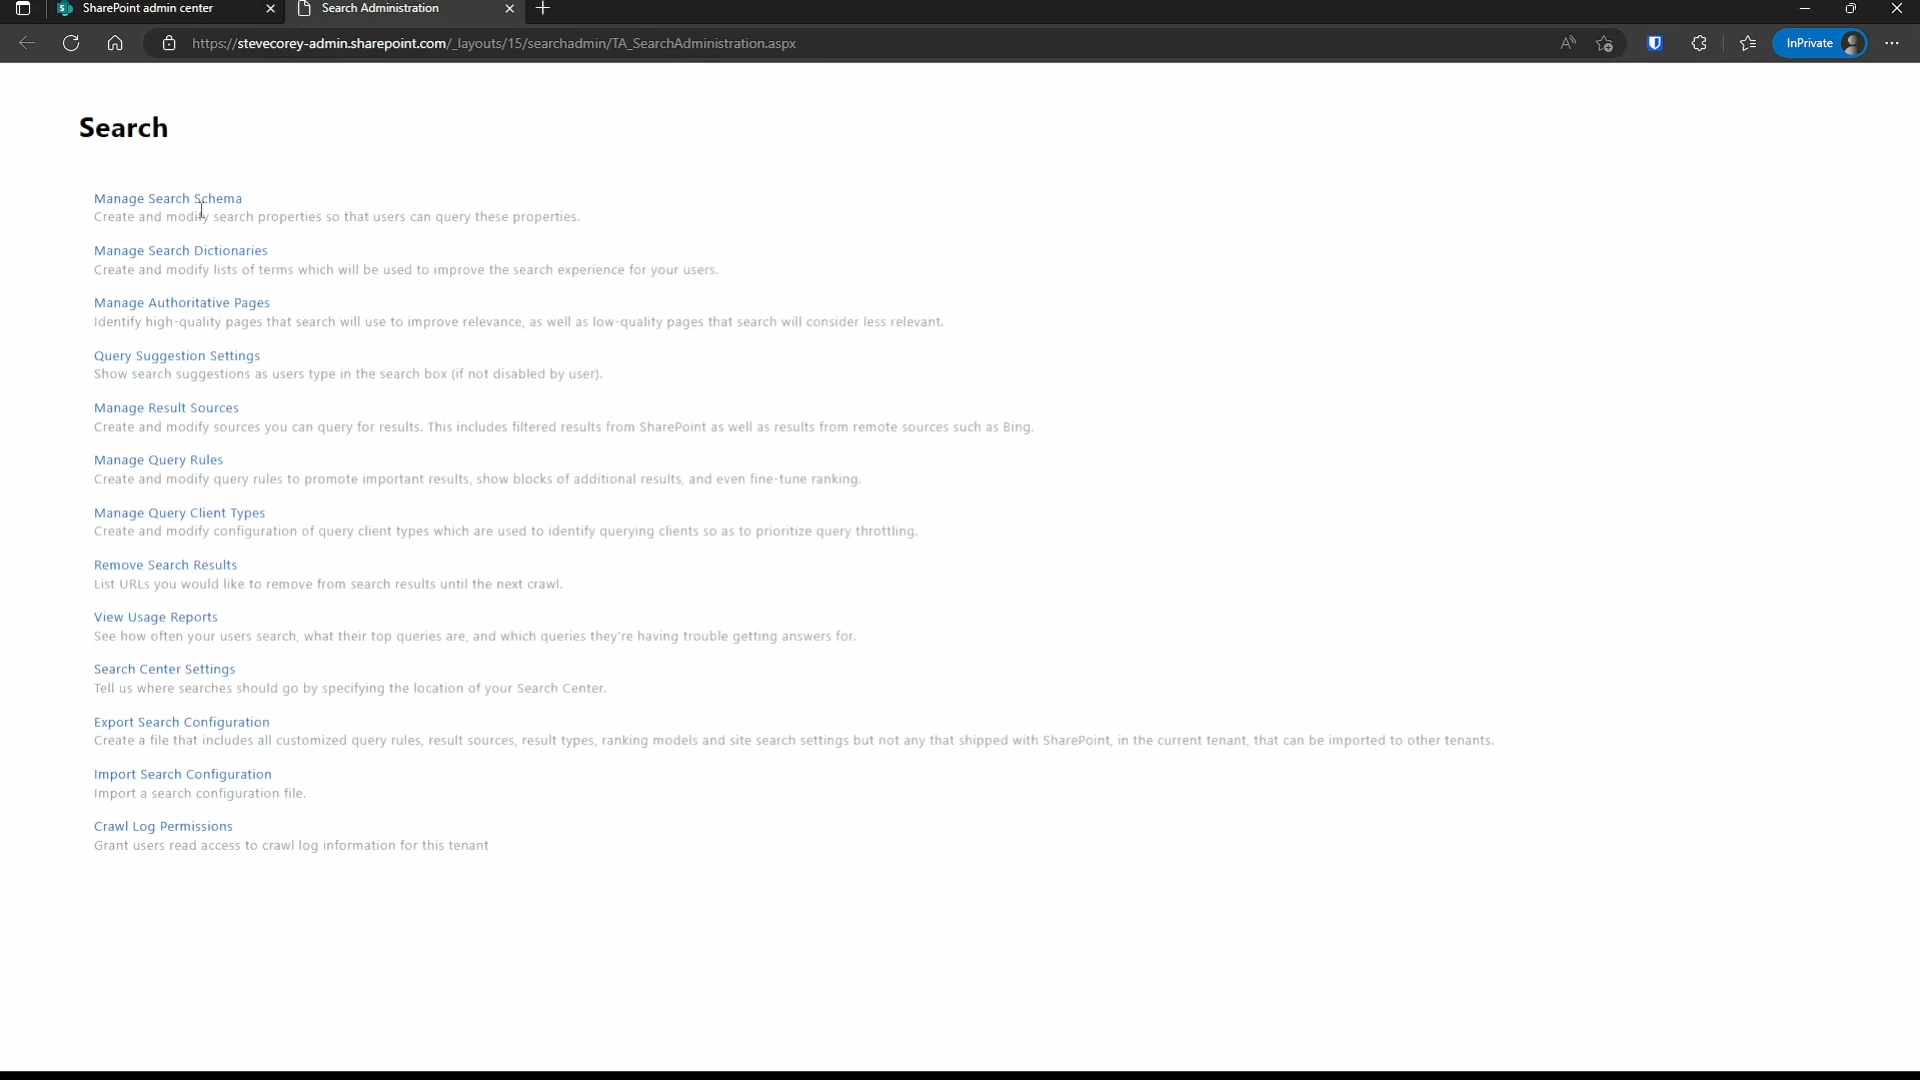 SharePoint admin center
Search Administration
https://stevecorey-admin.sharepoint.com/_layouts/15/searchadmin/TA_SearchAdministration.aspx
InPrivate
Search
Manage Search Schema
Create and modify search properties so that users can query these properties.
Manage Search Dictionaries
Create and modify lists of terms which will be used to improve the search experience for your users.
Manage Authoritative Pages
Identify high-quality pages that search will use to improve relevance, as well as low-quality pages that search will consider less relevant.
Query Suggestion Settings
Show search suggestions as users type in the search box (if not disabled by user).
Manage Result Sources
Create and modify sources you can query for results. This includes filtered results from SharePoint as well as results from remote sources such as Bing.
Manage Query Rules
Create and modify query rules to promote important results, show blocks of additional results, and even fine-tune ranking.
Manage Query Client Types
Create and modify configuration of query client types which are used to identify querying clients so as to prioritize query throttling.
Remove Search Results
List URLs you would like to remove from search results until the next crawl.
View Usage Reports
See how often your users search, what their top queries are, and which queries they're having trouble getting answers for.
Search Center Settings
Tell us where searches should go by specifying the location of your Search Center.
Export Search Configuration
Create a file that includes all customized query rules, result sources, result types, ranking models and site search settings but not any that shipped with SharePoint, in the current tenant, that can be imported to other tenants.
Import Search Configuration
Import a search configuration file.
Crawl Log Permissions
Grant users read access to crawl log information for this tenant